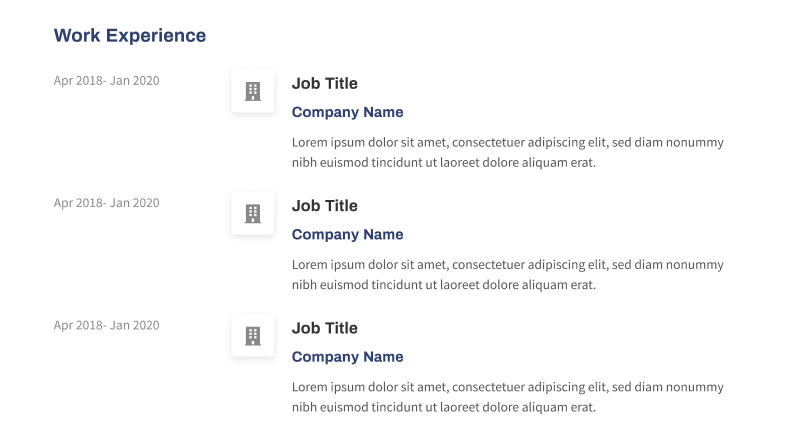 Work Experience
Apr 2018- Jan 2020
Job Title
Company Name
Lorem ipsum dolor sit amet, consectetuer adipiscing elit, sed diam nonummy
nibh euismod tincidunt ut laoreet dolore aliquam erat.
Apr 2018- Jan 2020
Job Title
Company Name
Lorem ipsum dolor sit amet, consectetuer adipiscing elit, sed diam nonummy
nibh euismod tincidunt ut laoreet dolore aliquam erat.
Apr 2018- Jan 2020
Job Title
Company Name
Lorem ipsum dolor sit amet, consectetuer adipiscing elit, sed diam nonummy
nibh euismod tincidunt ut laoreet dolore aliquam erat.